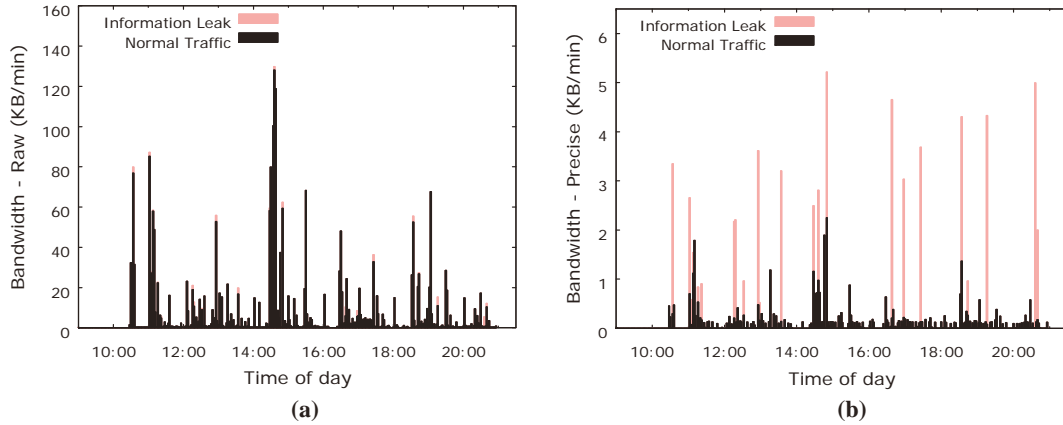 160
140
120
100
80
60
40
20
0
Bandwidth - Raw (KB/min)
Information Leak
Normal Traffic
10:00 12:00 14:00 16:00 18:00 20:00
Time of day
(a)
6
5
4
3
2
1
0
Bandwidth - Precise (KB/min)
Information Leak
Normal Traffic
10:00 12:00 14:00 16:00 18:00 20:00
Time of day
(b)